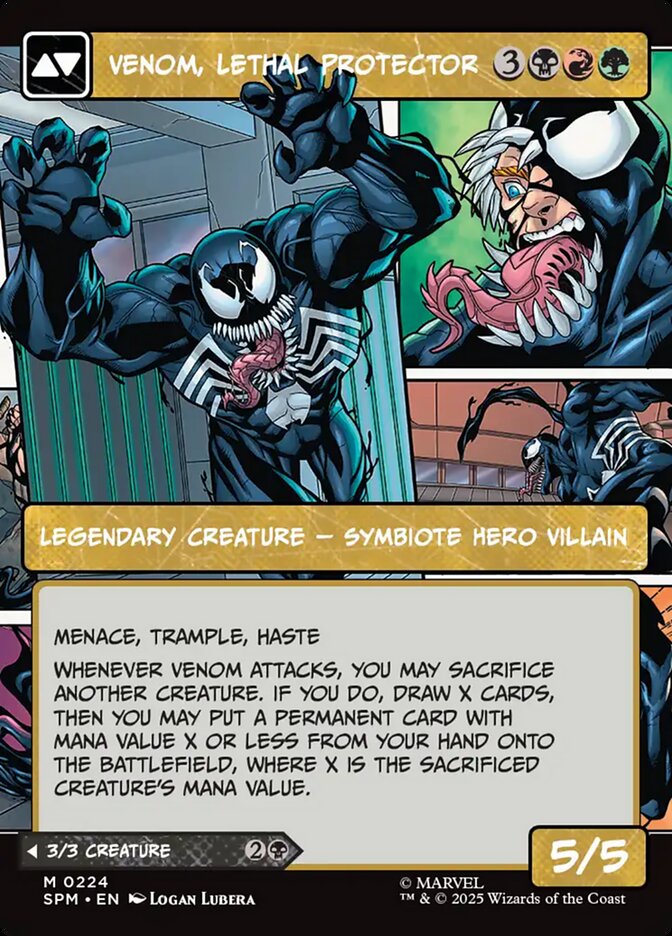 VENOM, LETHAL PROTECTOR 3
LEGENDARY CREATURE – SYMBIOTE HERO VILLAIN
MENACE, TRAMPLE, HASTE
WHENEVER VENOM ATTACKS, YOU MAY SACRIFICE
ANOTHER CREATURE. IF YOU DO, DRAW X CARDS,
THEN YOU MAY PUT A PERMANENT CARD WITH
MANA VALUE X OR LESS FROM YOUR HAND ONTO
THE BATTLEFIELD, WHERE X IS THE SACRIFICED
CREATURE'S MANA VALUE.
3/3 CREATURE 2
5/5
M 0224
SPM • EN LOGAN LUBERA
© MARVEL
™ & © 2025 Wizards of the Coast